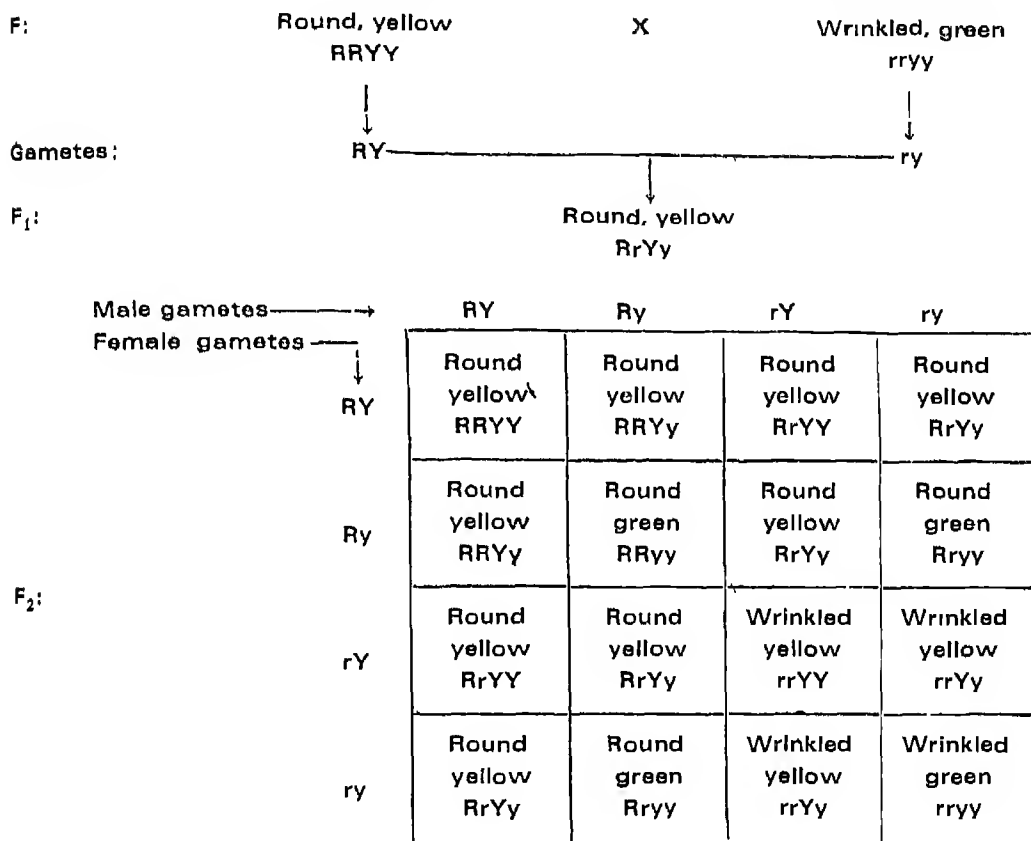 F:
Round, yellow X Wrinkled, green
RRYY rryy
Gametes: RY ry
F₁:
Round, yellow
RrYy
Male gametes RY Ry rY ry
Female gametes
Round Round Round Round
yellow yellow yellow yellow
RY
RRYY RRYy RrYY RrYy
Round Round Round Round
Ry yellow green yellow green
RRYy RRyy RrYy Rryy
F₂:
Round Round Wrinkled Wrinkled
rY yellow yellow yellow yellow
RrYY RrYy rrYY rrYy
Round Round Wrinkled Wrinkled
ry yellow green yellow green
RrYy Rryy rrYy rryy